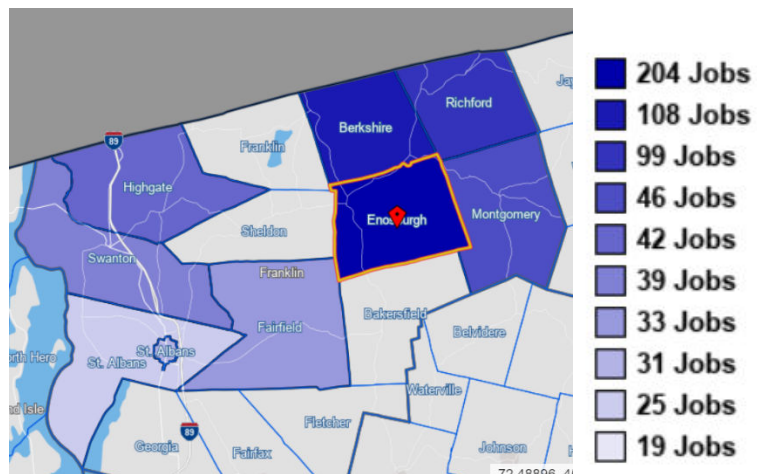 89
Franklin
Berkshire
Richford
Highgate
Enosburgh
Montgomery
Sheldon
Swanton
Franklin
Fairfield
Bakersfield
Belvidere
St. Albans
St. Albans
Hero
Isle
Waterville
Fletcher
89
Georgia
Fairfax
Johnson
204 Jobs
108 Jobs
99 Jobs
46 Jobs
42 Jobs
39 Jobs
33 Jobs
31 Jobs
25 Jobs
19 Jobs